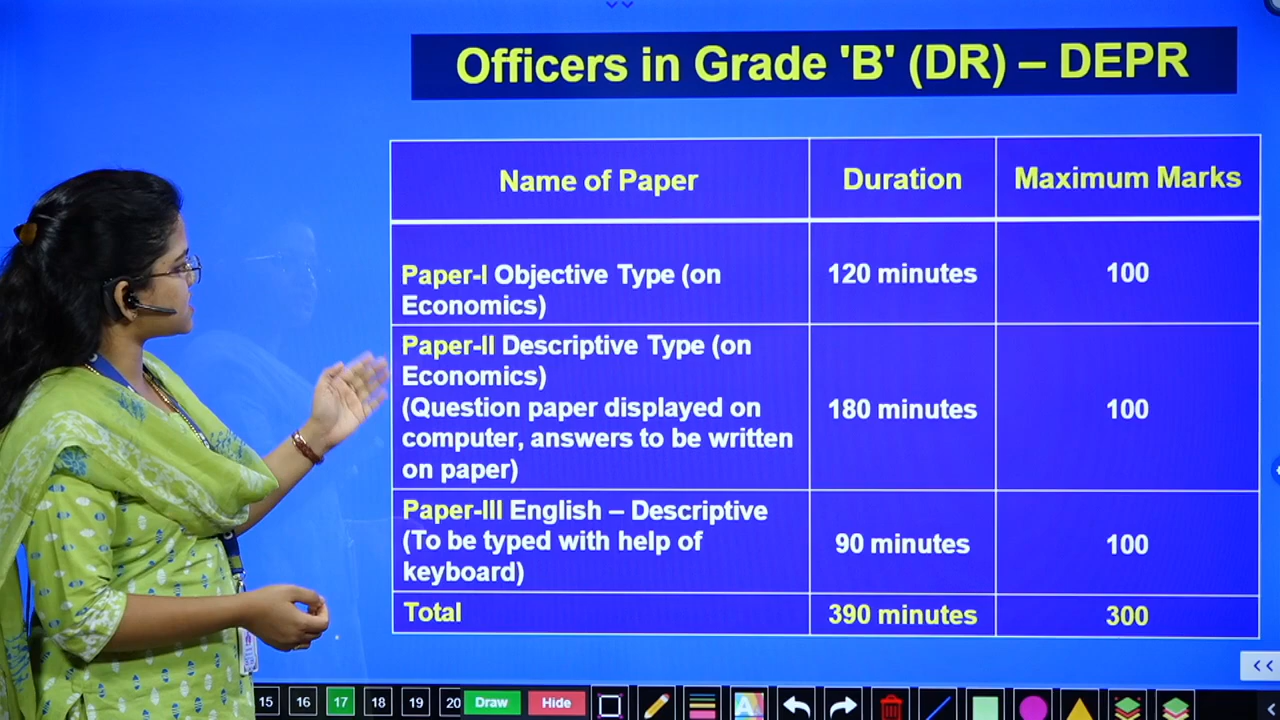 Officers in Grade 'B' (DR) – DEPR
Name of Paper
Duration
Maximum Marks
Paper-I Objective Type (on
Economics)
120 minutes
100
Paper-II Descriptive Type (on
Economics)
(Question paper displayed on
computer, answers to be written
on paper)
180 minutes
100
Paper-III English – Descriptive
(To be typed with help of
keyboard)
90 minutes
100
Total
390 minutes
300
15
16
17
18
19
20
Draw
Hide
A